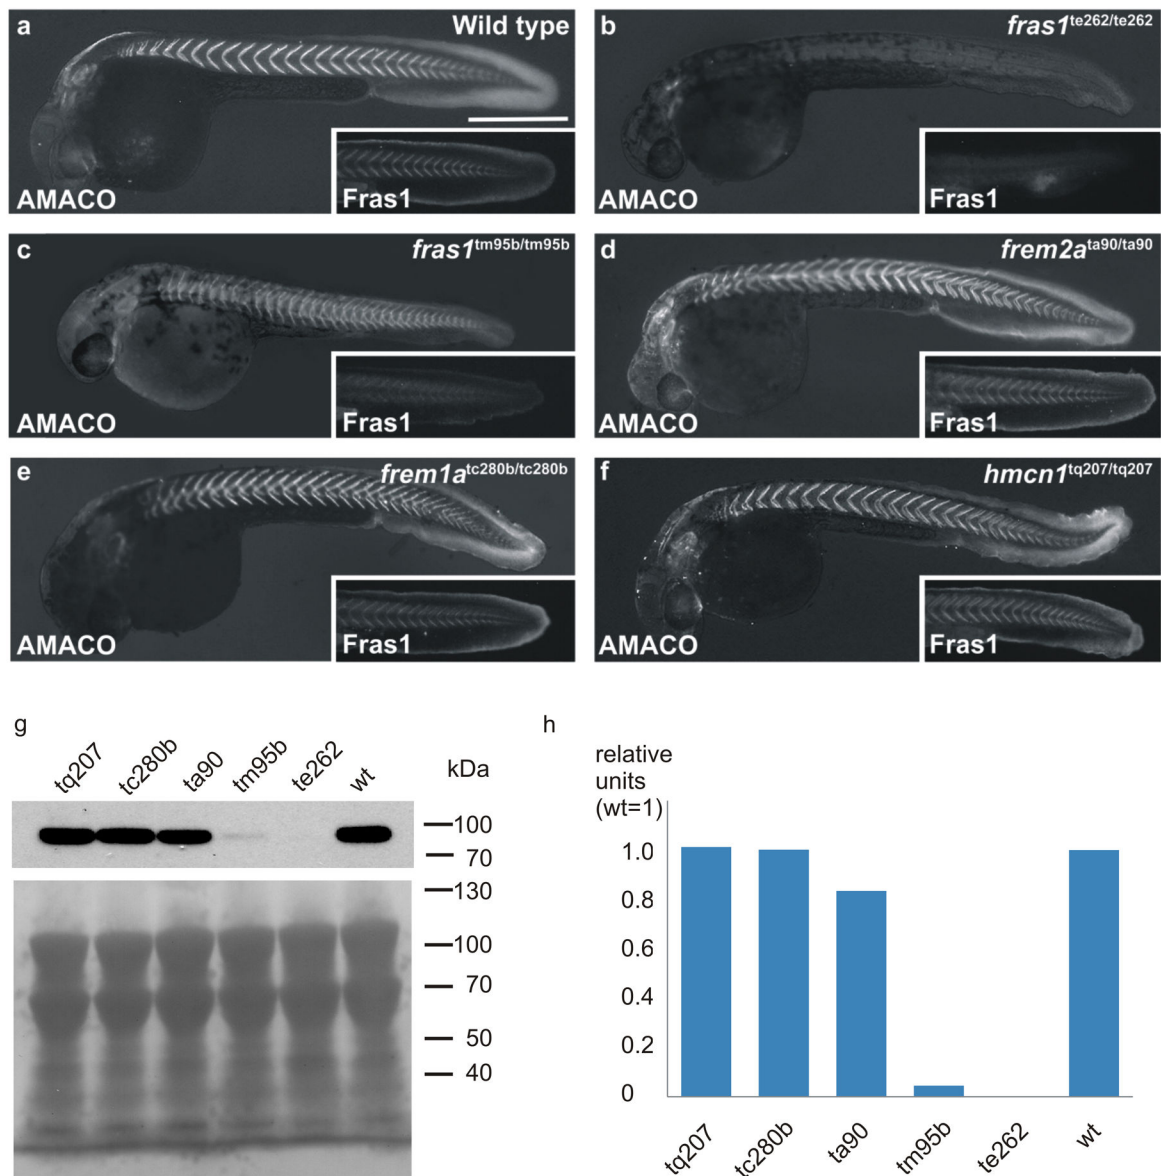 a
Wild type
AMACO
Fras1
b
fras1te262/te262
AMACO
Fras1
c
fras1tm95b/tm95b
AMACO
Fras1
d
frem2ata90/ta90
AMACO
Fras1
e
frem1atc280b/tc280b
AMACO
Fras1
f
hmcn1tq207/tq207
AMACO
Fras1
g
tq207 tc280b ta90 tm95b te262 wt
kDa
100
70
130
100
70
50
40
h
relative
units
(wt=1)
1.0
0.8
0.6
0.4
0.2
0
tq207 tc280b ta90 tm95b te262 wt